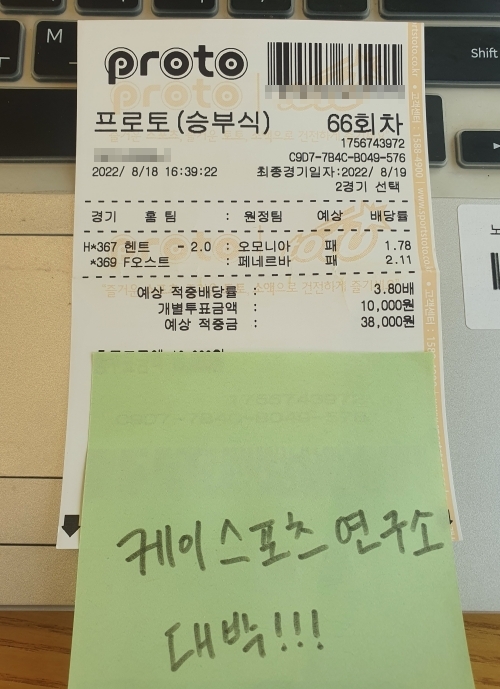 M
Shift
proto
프로토 (승부식) 66회차
1756743972
C9D7-7B4C-B049-576
2022/ 8/18 16:39:22 최종경기일자:2022/ 8/19
2경기 선택
경기 홈 팀 : 원정팀 예상 배당률
H*367 헨트 - 2.0 : 오모니아 패 1.78
*369 F오스트 : 페네르바 패 2.11
예상 적중배당률 : 3.80배
개별투표금액 : 10,000원
예상 적중금 : 38,000원
케이스포츠 연구소
대박!!!